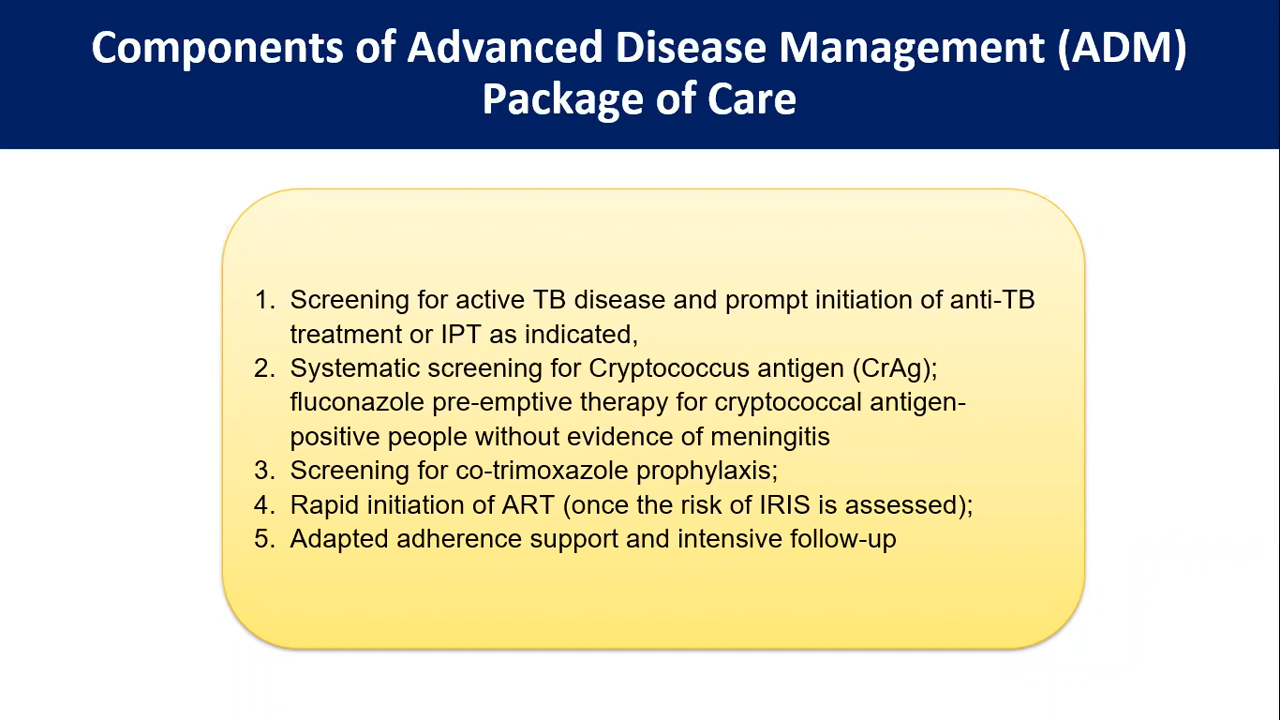 Components of Advanced Disease Management (ADM)
Package of Care
1. Screening for active TB disease and prompt initiation of anti-TB
treatment or IPT as indicated,
2. Systematic screening for Cryptococcus antigen (CrAg);
fluconazole pre-emptive therapy for cryptococcal antigen-
positive people without evidence of meningitis
3. Screening for co-trimoxazole prophylaxis;
4. Rapid initiation of ART (once the risk of IRIS is assessed);
5. Adapted adherence support and intensive follow-up